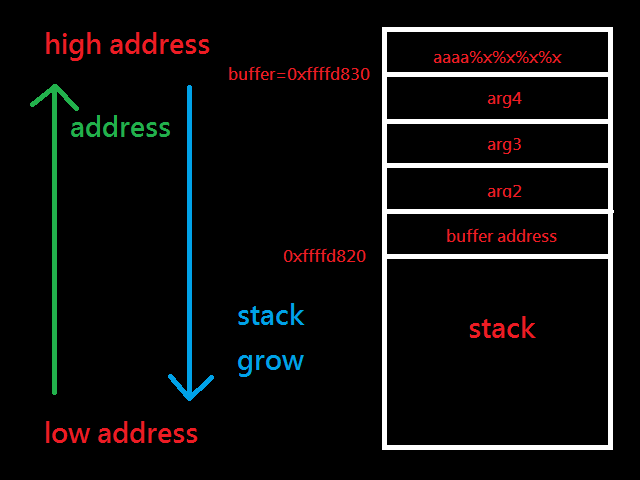 high address
buffer=0xffffd830
aaaa%x%x%x%x
address
arg4
arg3
arg2
buffer address
0xffffd820
stack
grow
stack
low address